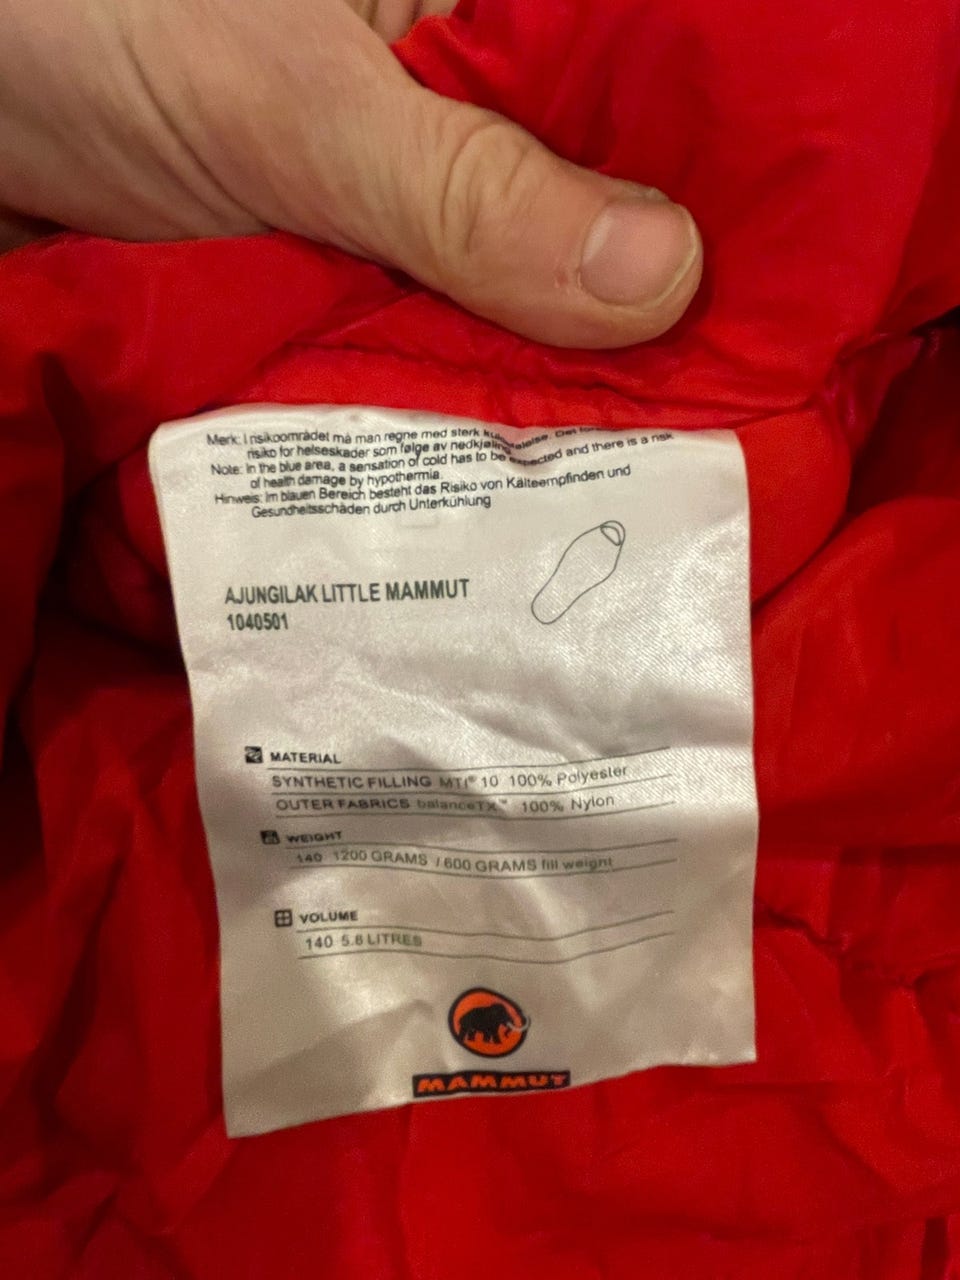 Merk: I risikoområdet må man regne med sterk
risiko for helseskader som følge av nedkjøling
Note: In the blue area, a sensation of cold has to be expected and there is a risk
of health damage by hypothermia.
Hinweis: Im blauen Bereich besteht das Risiko von Kälteempfinden und
Gesundheitsschäden durch Unterkühlung
AJUNGILAK LITTLE MAMMUT
1040501
MATERIAL
SYNTHETIC FILLING MTI® 10 100% Polyester
OUTER FABRICS balanceTX™ 100% Nylon
WEIGHT
140 1200 GRAMS / 600 GRAMS fill weight
VOLUME
140 5.8 LITRES
MAMMUT